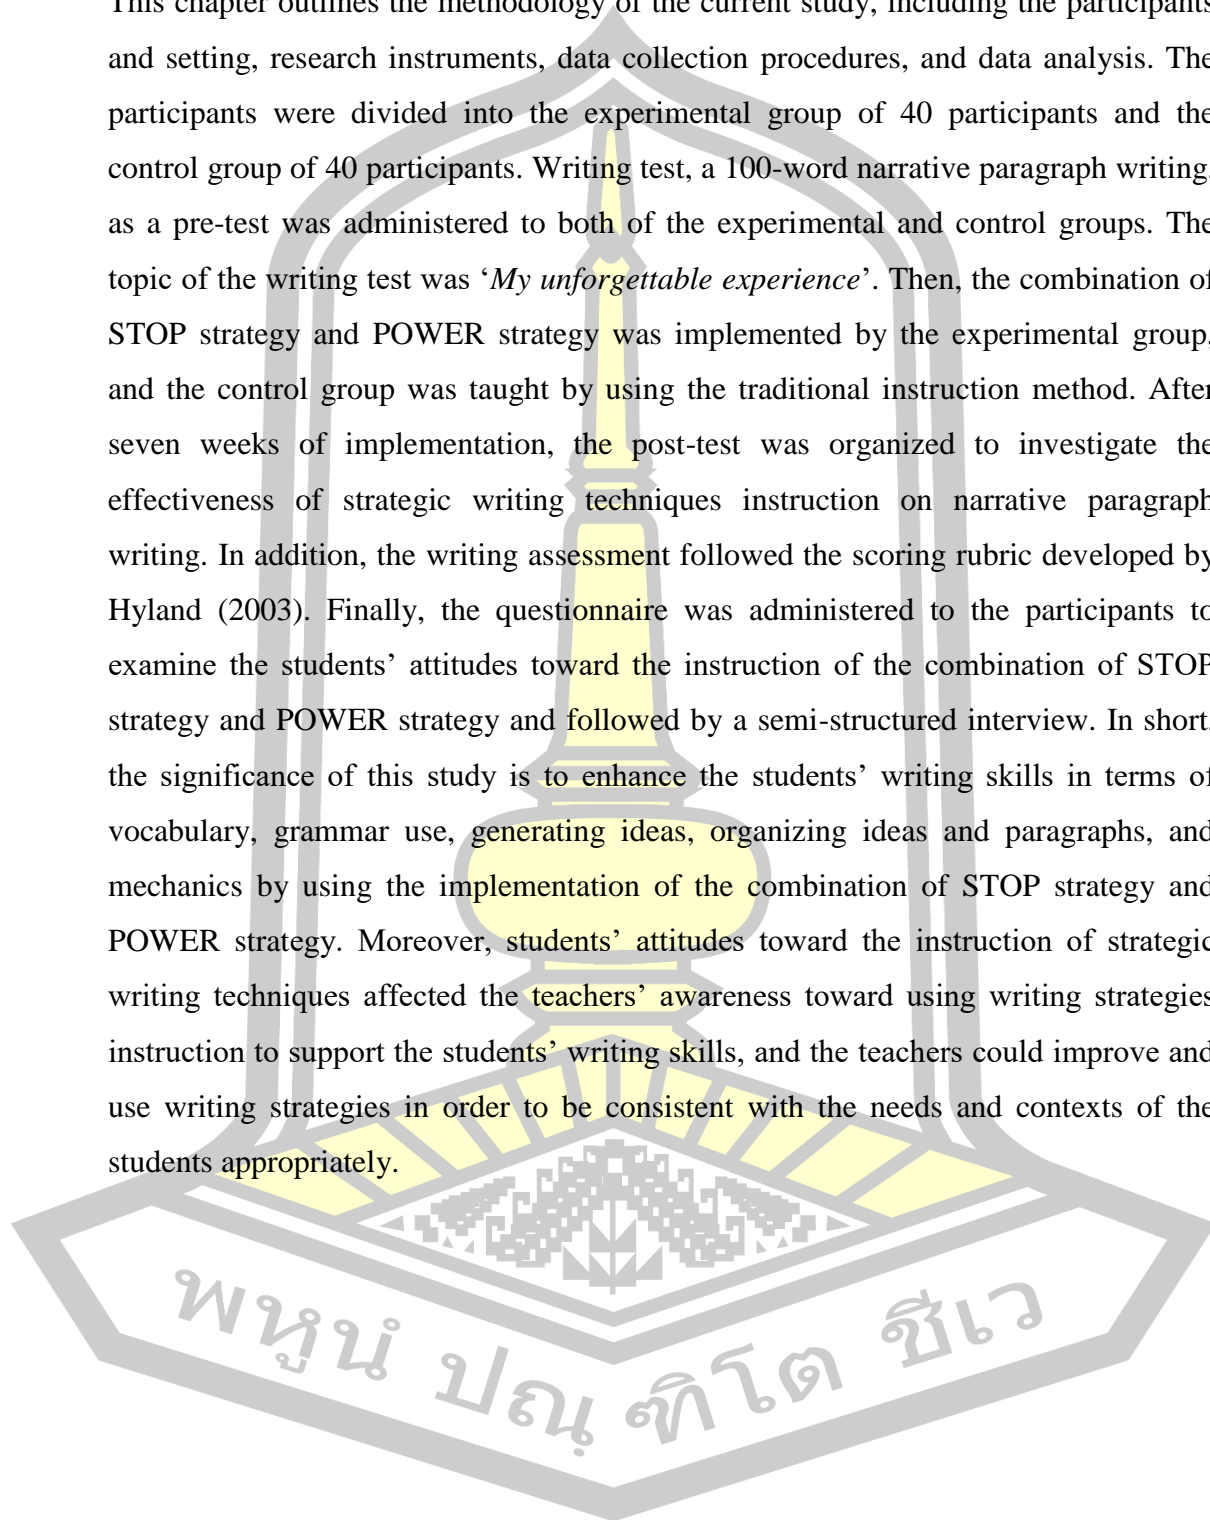 This chapter outlines the methodology of the current study, including the participants
and setting, research instruments, data collection procedures, and data analysis. The
participants were divided into the experimental group of 40 participants and the
control group of 40 participants. Writing test, a 100-word narrative paragraph writing,
as a pre-test was administered to both of the experimental and control groups. The
topic of the writing test was ‘My unforgettable experience’. Then, the combination of
STOP strategy and POWER strategy was implemented by the experimental group,
and the control group was taught by using the traditional instruction method. After
seven weeks of implementation, the post-test was organized to investigate the
effectiveness of strategic writing techniques instruction on narrative paragraph
writing. In addition, the writing assessment followed the scoring rubric developed by
Hyland (2003). Finally, the questionnaire was administered to the participants to
examine the students’ attitudes toward the instruction of the combination of STOP
strategy and POWER strategy and followed by a semi-structured interview. In short,
the significance of this study is to enhance the students’ writing skills in terms of
vocabulary, grammar use, generating ideas, organizing ideas and paragraphs, and
mechanics by using the implementation of the combination of STOP strategy and
POWER strategy. Moreover, students’ attitudes toward the instruction of strategic
writing techniques affected the teachers’ awareness toward using writing strategies
instruction to support the students’ writing skills, and the teachers could improve and
use writing strategies in order to be consistent with the needs and contexts of the
students appropriately.
พหูนํ ปณฺฑิโต ชีเว